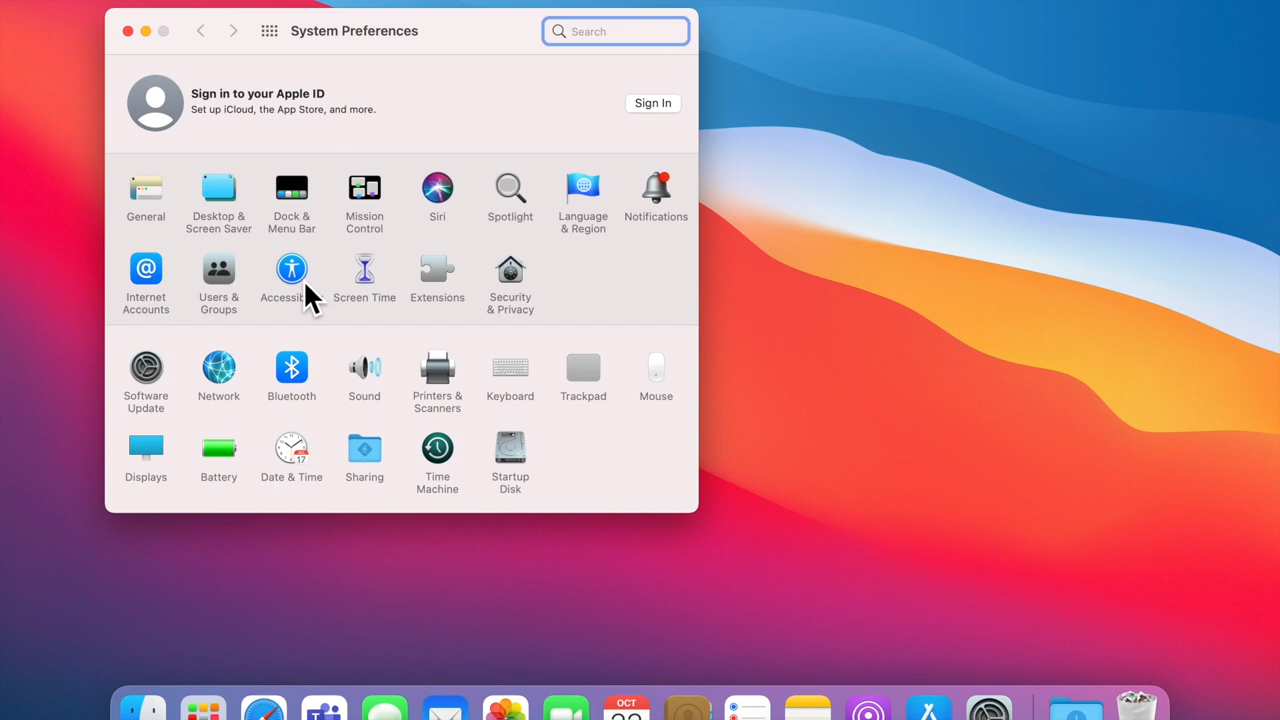 System Preferences
Search
Sign in to your Apple ID
Set up iCloud, the App Store, and more.
Sign In
General
Desktop &
Screen Saver
Dock &
Menu Bar
Mission
Control
Siri
Spotlight
Language
& Region
Notifications
Internet
Accounts
Users &
Groups
Accessib
Screen Time
Extensions
Security
& Privacy
Software
Update
Network
Bluetooth
Sound
Printers &
Scanners
Keyboard
Trackpad
Mouse
Displays
Battery
Date & Time
Sharing
Time
Machine
Startup
Disk
OCT